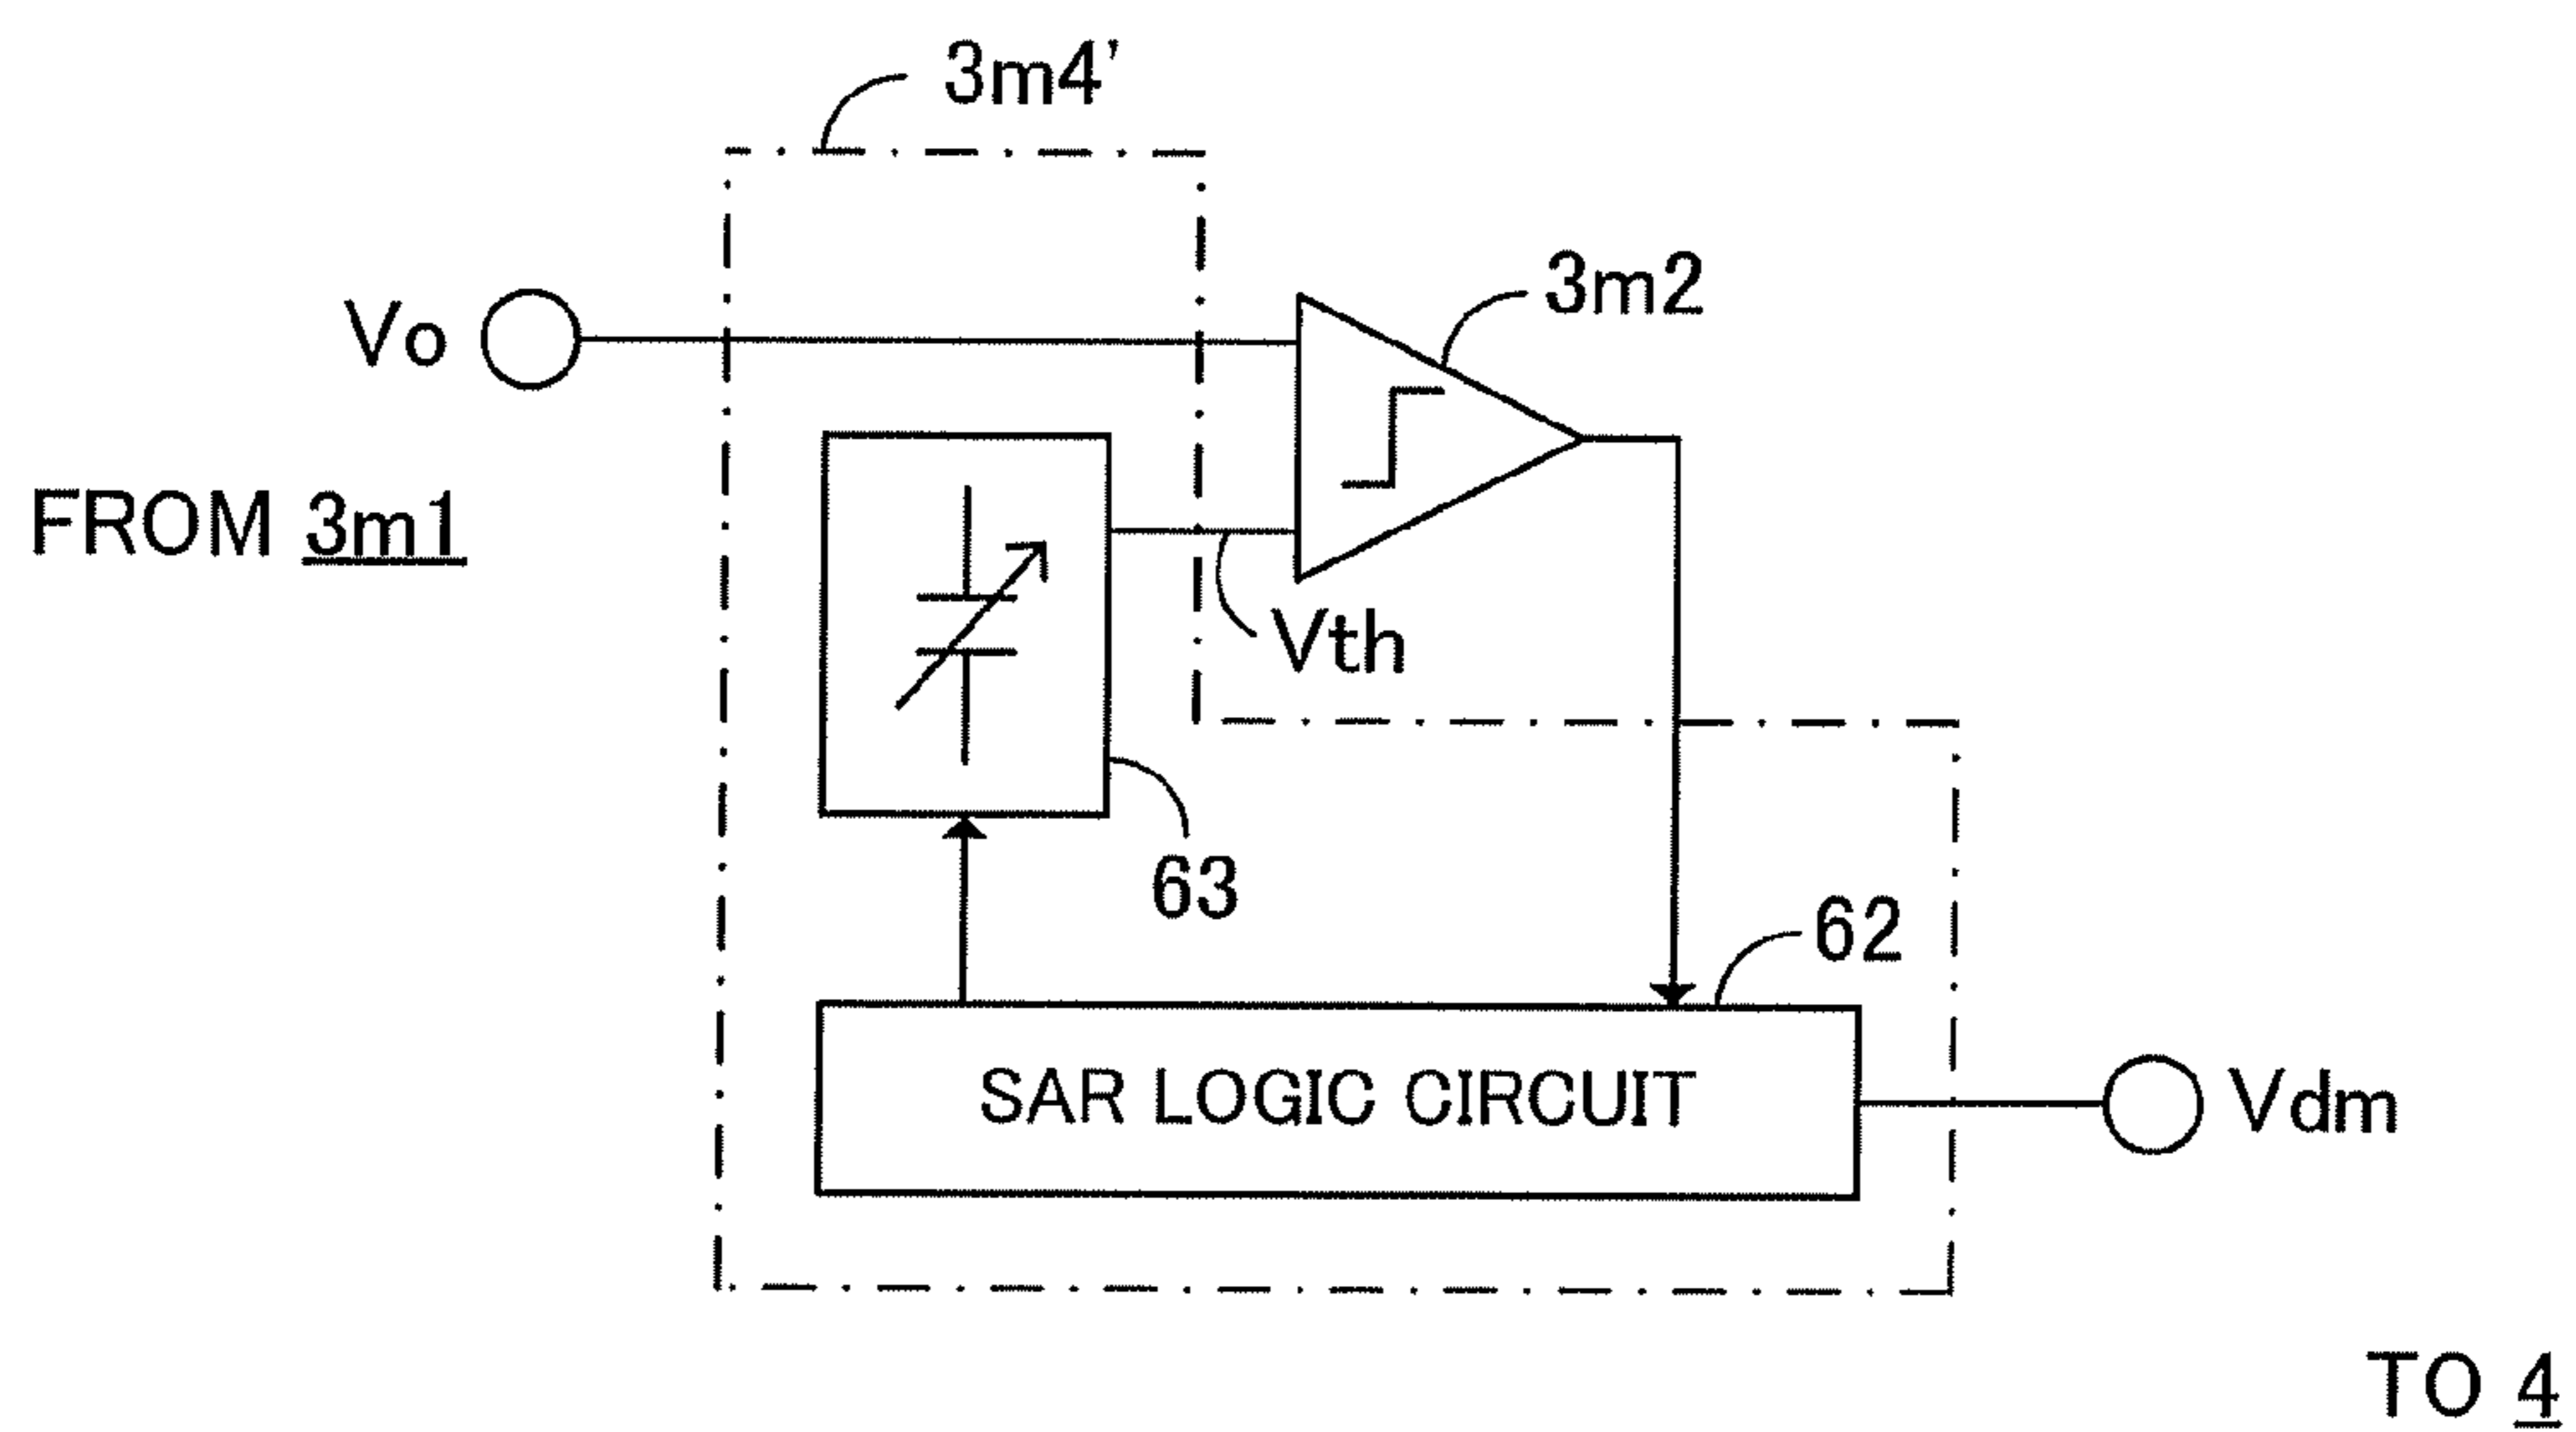 3m4'
3m2
Vo
FROM 3m1
Vth
63
62
SAR LOGIC CIRCUIT
Vdm
TO 4